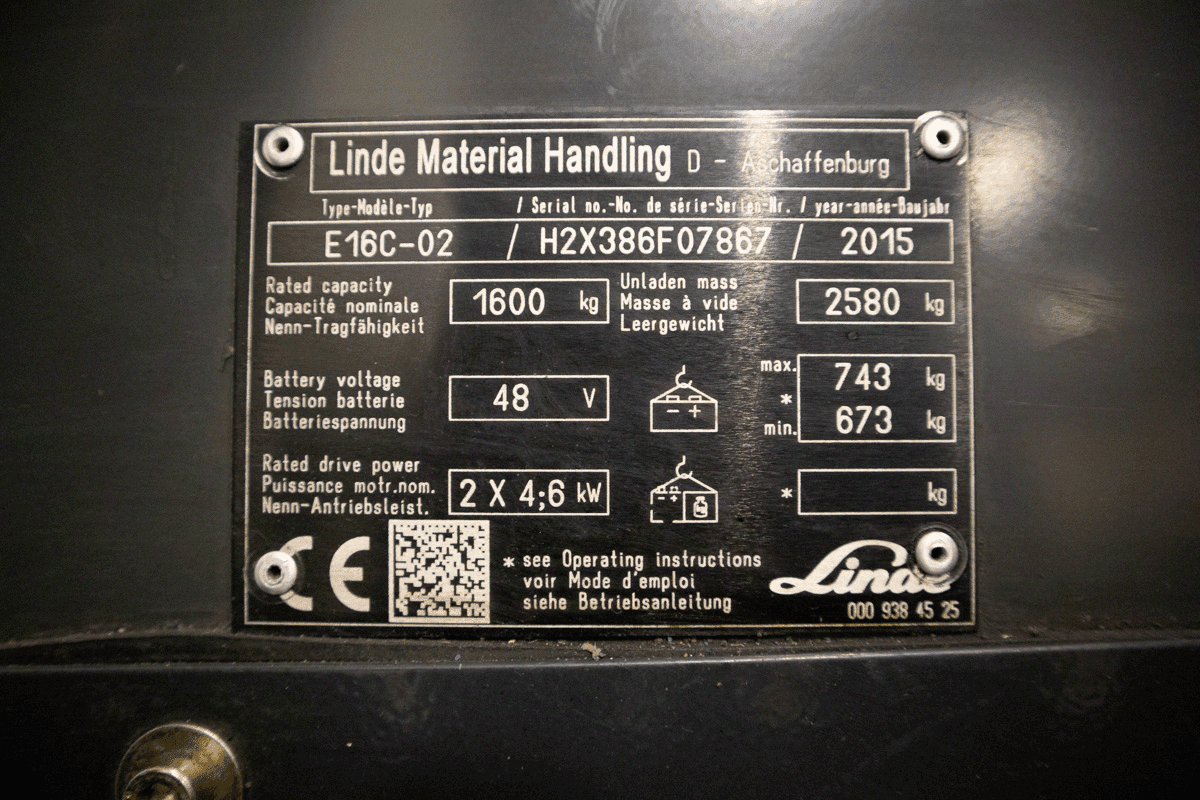 Linde Material Handling D - Aschaffenburg
Type-Modèle-Typ / Serial no.-No. de série-Serien-Nr. / year-année-Baujahr
E16C-02 / H2X386F07867 / 2015
Rated capacity
Capacité nominale
Nenn-Tragfähigkeit
1600 kg
Unladen mass
Masse à vide
Leergewicht
2580 kg
Battery voltage
Tension batterie
Batteriespannung
48 V
- +
max. 743 kg
*
min. 673 kg
Rated drive power
Puissance motr.nom.
Nenn-Antriebsleist.
2 X 4;6 kW
- +
* kg
CE
* see Operating instructions
voir Mode d'emploi
siehe Betriebsanleitung
Linde
000 938 45 25